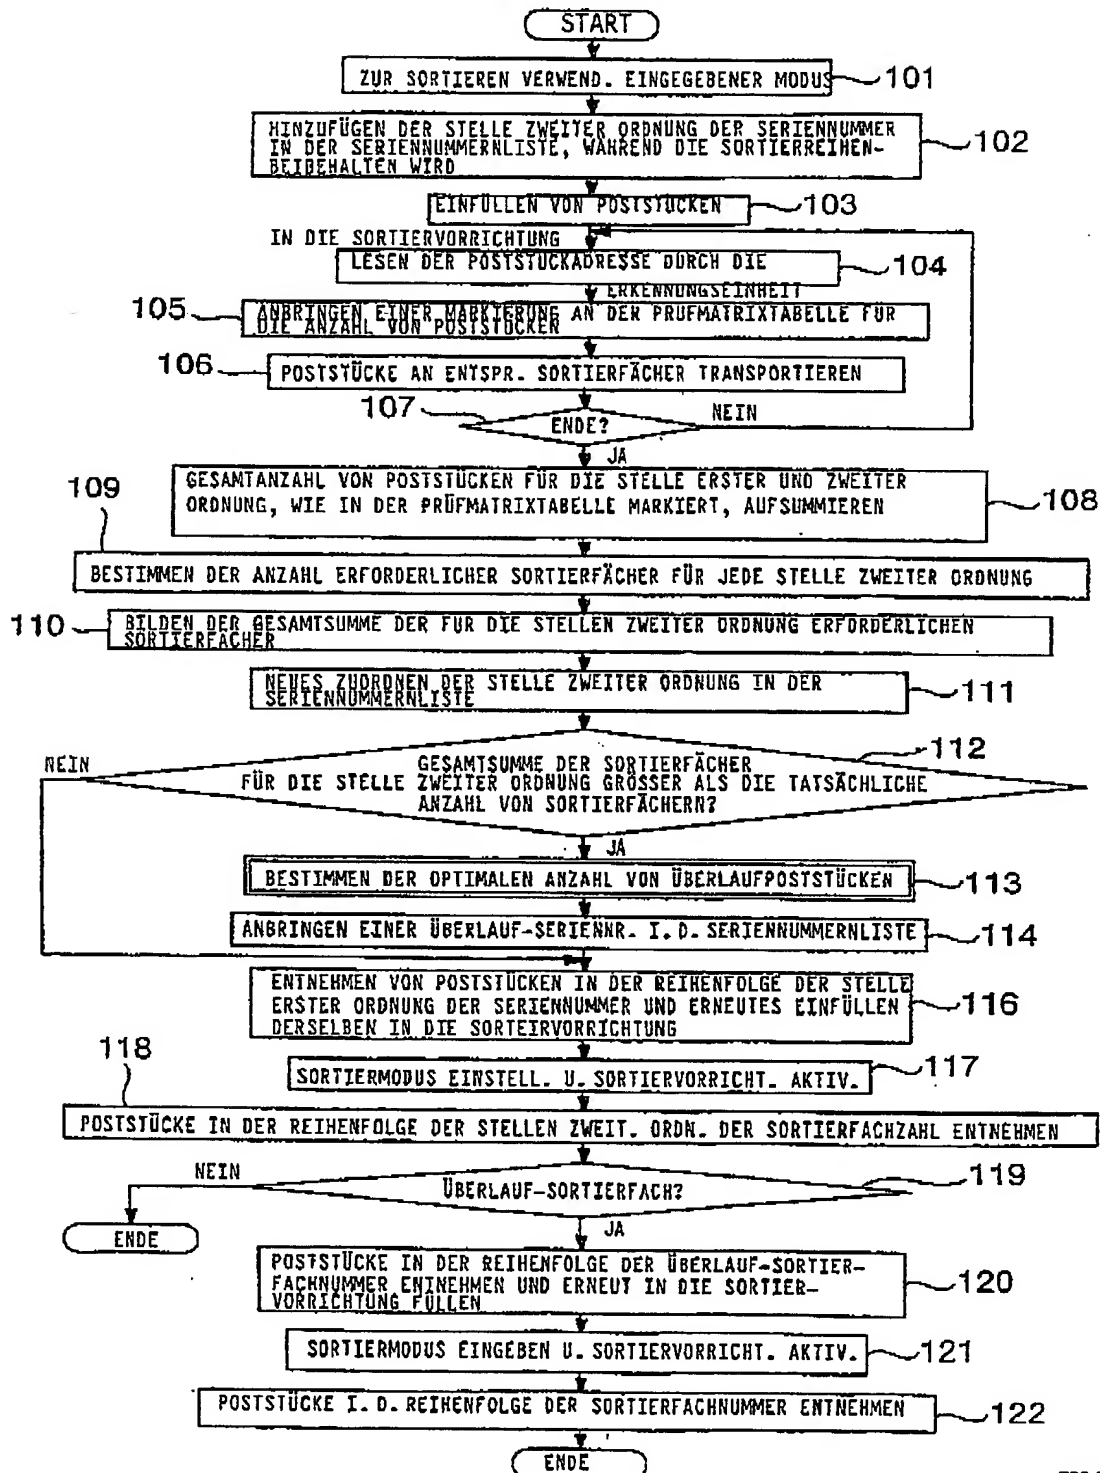 START
ZUR SORTIEREN VERWEND. EINGEGEBENER MODUS
101
HINZUFÜGEN DER STELLE ZWEITER ORDNUNG DER SERIENNUMMER
IN DER SERIENNUMMERNLISTE, WÄHREND DIE SORTIERREIHEN-
BEIBEHALTEN WIRD
102
EINFÜLLEN VON POSTSTÜCKEN
103
IN DIE SORTIERVORRICHTUNG
LESEN DER POSTSTÜCKADRESSE DURCH DIE
104
ERKENNUNGSEINHEIT
105
ANBRINGEN EINER MARKIERUNG AN DER PRÜFMATRIXTABELLE FÜR
DIE ANZAHL VON POSTSTÜCKEN
106
POSTSTÜCKE AN ENTSPR. SORTIERFÄCHER TRANSPORTIEREN
107
ENDE?
NEIN
JA
109
GESAMTANZAHL VON POSTSTÜCKEN FÜR DIE STELLE ERSTER UND ZWEITER
ORDNUNG, WIE IN DER PRÜFMATRIXTABELLE MARKIERT, AUFSUMMIEREN
108
BESTIMMEN DER ANZAHL ERFORDERLICHER SORTIERFÄCHER FÜR JEDE STELLE ZWEITER ORDNUNG
110
BILDEN DER GESAMTSUMME DER FÜR DIE STELLEN ZWEITER ORDNUNG ERFORDERLICHEN
SORTIERFÄCHER
NEUES ZUORDNEN DER STELLE ZWEITER ORDNUNG IN DER
SERIENNUMMERNLISTE
111
112
NEIN
GESAMTSUMME DER SORTIERFÄCHER
FÜR DIE STELLE ZWEITER ORDNUNG GRÖSSER ALS DIE TATSÄCHLICHE
ANZAHL VON SORTIERFÄCHERN?
JA
BESTIMMEN DER OPTIMALEN ANZAHL VON ÜBERLAUFPOSTSTÜCKEN
113
ANBRINGEN EINER ÜBERLAUF-SERIENNR. I. D. SERIENNUMMERNLISTE
114
ENTNEHMEN VON POSTSTÜCKEN IN DER REIHENFOLGE DER STELLE
ERSTER ORDNUNG DER SERIENNUMMER UND ERNEUTES EINFÜLLEN
DERSELBEN IN DIE SORTEIRVORRICHTUNG
116
118
SORTIERMODUS EINSTELL. U. SORTIERVORRICHT. AKTIV.
117
POSTSTÜCKE IN DER REIHENFOLGE DER STELLEN ZWEIT. ORDN. DER SORTIERFACHZAHL ENTNEHMEN
NEIN
ÜBERLAUF-SORTIERFACH?
119
ENDE
JA
POSTSTÜCKE IN DER REIHENFOLGE DER ÜBERLAUF-SORTIER-
FACHNUMMER ENTNEHMEN UND ERNEUT IN DIE SORTIER-
VORRICHTUNG FÜLLEN
120
SORTIERMODUS EINGEBEN U. SORTIERVORRICHT. AKTIV.
121
POSTSTÜCKE I. D. REIHENFOLGE DER SORTIERFACHNUMMER ENTNEHMEN
122
ENDE